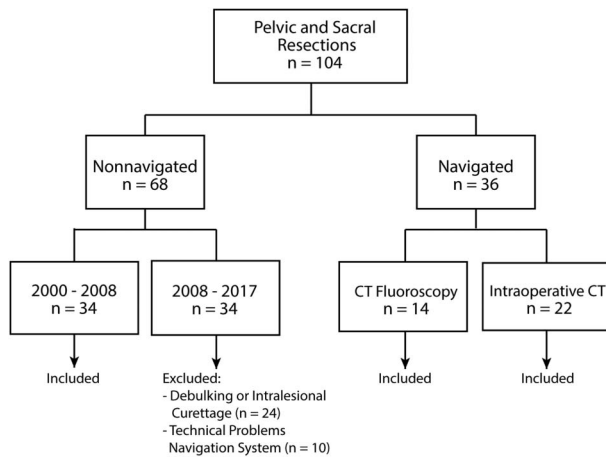 Pelvic and Sacral
Resections
n = 104
Nonnavigated
n = 68
Navigated
n = 36
2000 - 2008
n = 34
2008 - 2017
n = 34
CT Fluoroscopy
n = 14
Intraoperative CT
n = 22
Included
Excluded:
- Debulking or Intralesional
Curettage (n = 24)
- Technical Problems
Navigation System (n = 10)
Included
Included